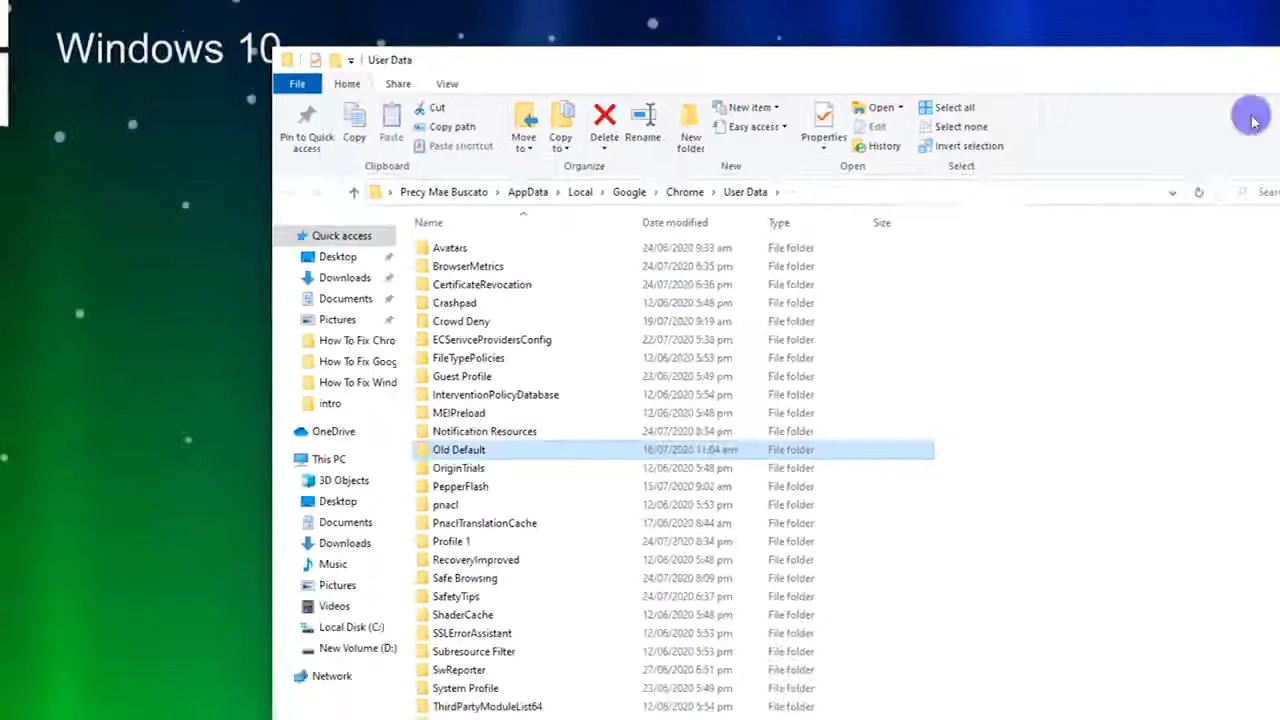 Windows 10
User Data
File Home Share View
Pin to Quick access
Copy
Paste
Cut
Copy path
Paste shortcut
Clipboard
Move to
Copy to
Delete
Rename
Organize
New folder
New item
Easy access
New
Properties
Open
Edit
History
Open
Select all
Select none
Invert selection
Select
Precy Mae Buscato > AppData > Local > Google > Chrome > User Data >
Sear
Name Date modified Type Size
Quick access
Desktop
Downloads
Documents
Pictures
How To Fix Chro
How To Fix Goog
How To Fix Wind
intro
OneDrive
This PC
3D Objects
Desktop
Documents
Downloads
Music
Pictures
Videos
Local Disk (C:)
New Volume (D:)
Network
Avatars 24/06/2020 9:33 am File folder
BrowserMetrics 24/07/2020 6:35 pm File folder
CertificateRevocation 24/07/2020 6:36 pm File folder
Crashpad 12/06/2020 5:48 pm File folder
Crowd Deny 19/07/2020 9:19 am File folder
ECSerivceProvidersConfig 22/07/2020 5:38 pm File folder
FileTypePolicies 12/06/2020 5:53 pm File folder
Guest Profile 23/06/2020 5:49 pm File folder
InterventionPolicyDatabase 12/06/2020 5:54 pm File folder
MEIPreload 12/06/2020 5:48 pm File folder
Notification Resources 24/07/2020 8:34 pm File folder
Old Default 16/07/2020 11:04 am File folder
OriginTrials 12/06/2020 5:48 pm File folder
PepperFlash 15/07/2020 9:02 am File folder
pnacl 12/06/2020 5:53 pm File folder
PnaclTranslationCache 17/06/2020 8:44 am File folder
Profile 1 24/07/2020 8:34 pm File folder
RecoveryImproved 12/06/2020 5:48 pm File folder
Safe Browsing 24/07/2020 8:09 pm File folder
SafetyTips 24/07/2020 6:37 pm File folder
ShaderCache 12/06/2020 5:48 pm File folder
SSLErrorAssistant 12/06/2020 5:53 pm File folder
Subresource Filter 12/06/2020 5:53 pm File folder
SwReporter 27/06/2020 6:51 pm File folder
System Profile 23/06/2020 5:49 pm File folder
ThirdPartyModuleList64 12/06/2020 5:54 pm File folder